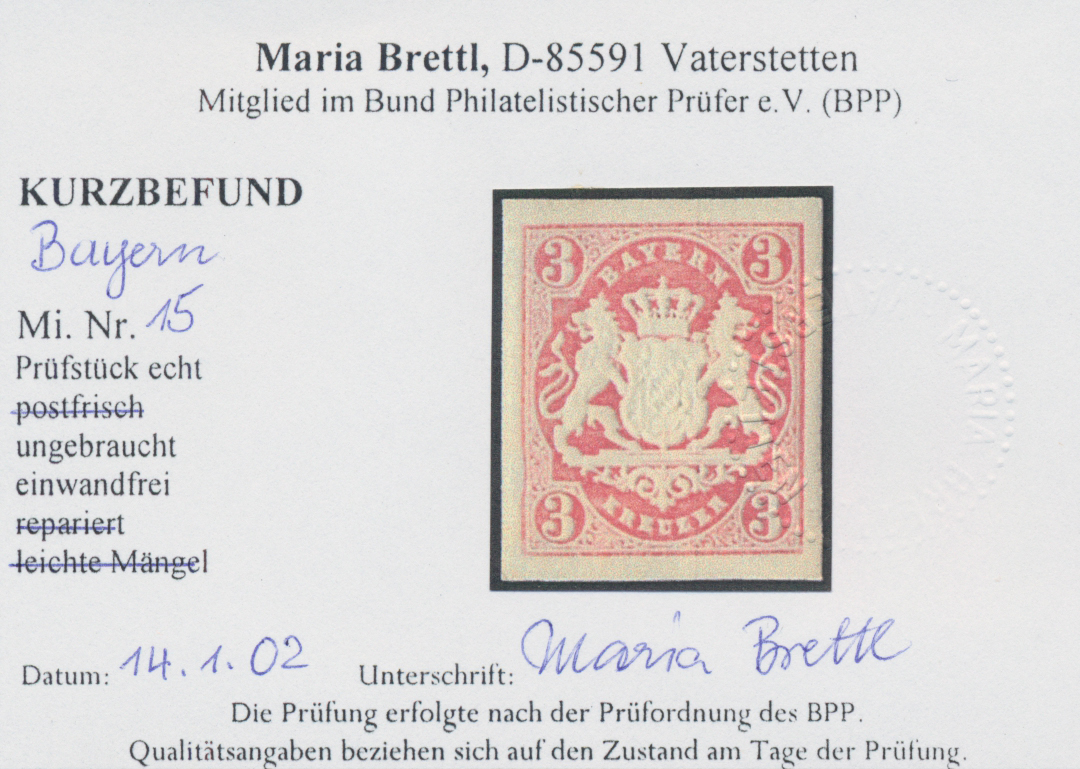 Maria Brettl, D-85591 Vaterstetten
Mitglied im Bund Philatelistischer Prüfer e.V. (BPP)
KURZBEFUND
Bayern
Mi. Nr. 15
Prüfstück echt
postfrisch
ungebraucht
einwandfrei
repariert
leichte Mängel
3 3
BAYERN
3 3
KREUZER
MARIA
Datum: 14.1.02 Unterschrift: Maria Brettl
Die Prüfung erfolgte nach der Prüfordnung des BPP.
Qualitätsangaben beziehen sich auf den Zustand am Tage der Prüfung.